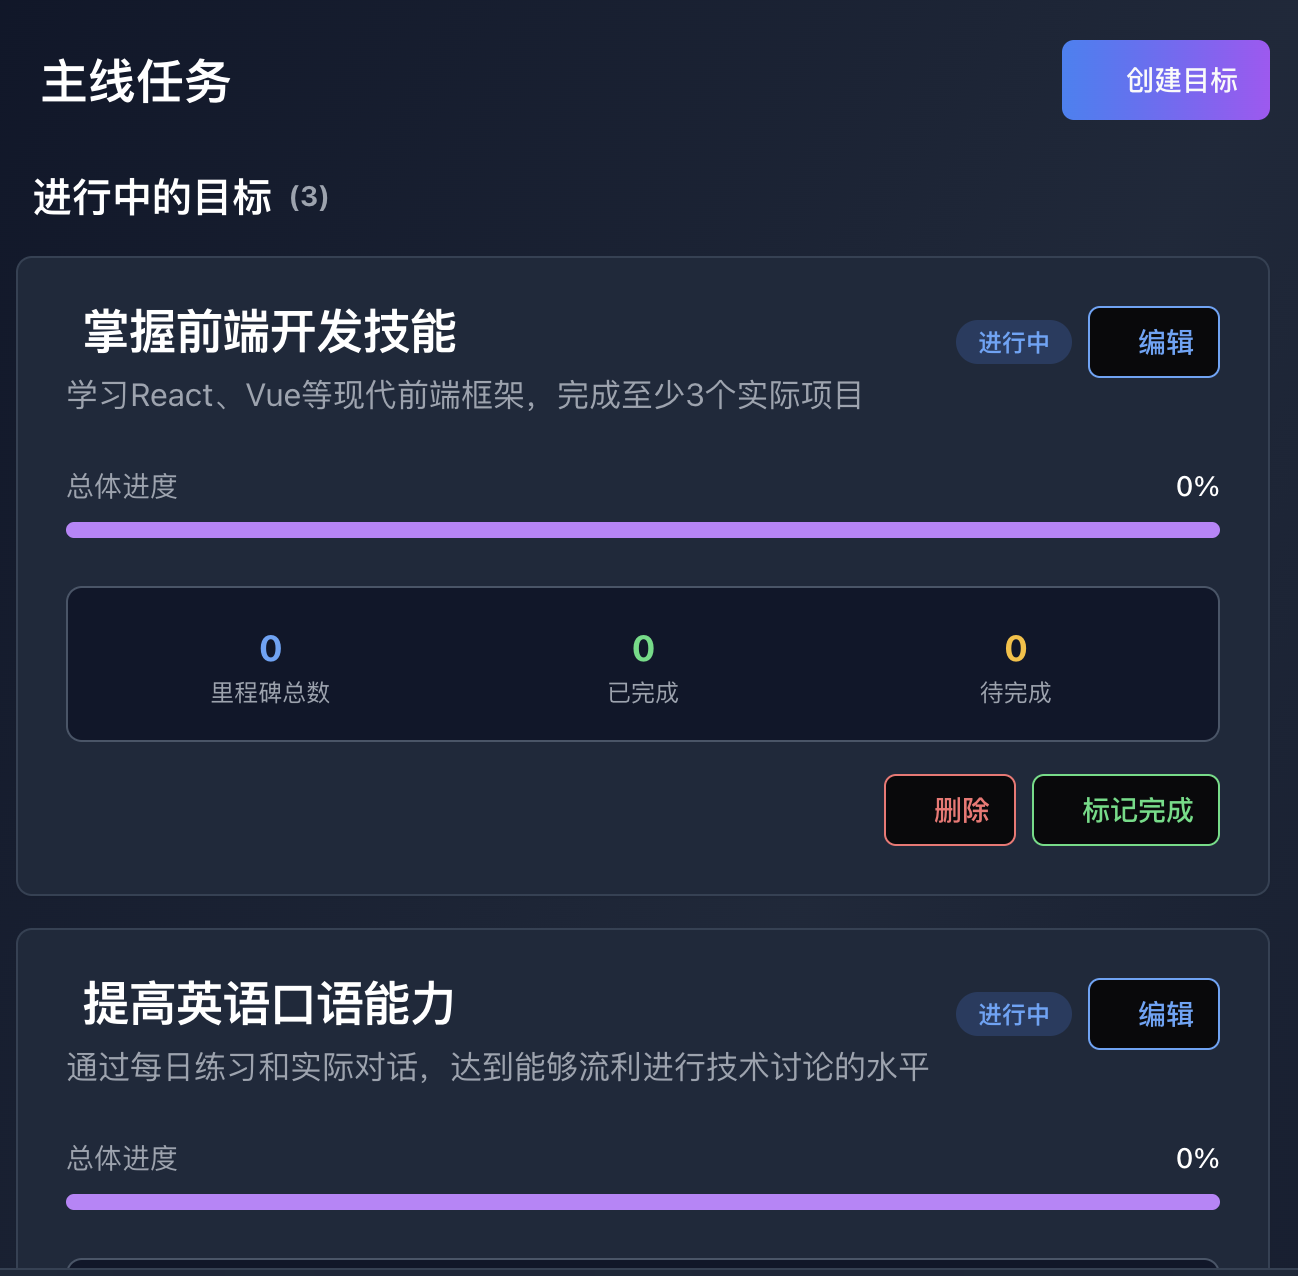 主线任务
创建目标
进行中的目标 (3)
掌握前端开发技能
进行中
编辑
学习React、Vue等现代前端框架，完成至少3个实际项目
总体进度
0%
0
0
0
里程碑总数
已完成
待完成
删除
标记完成
提高英语口语能力
进行中
编辑
通过每日练习和实际对话，达到能够流利进行技术讨论的水平
总体进度
0%